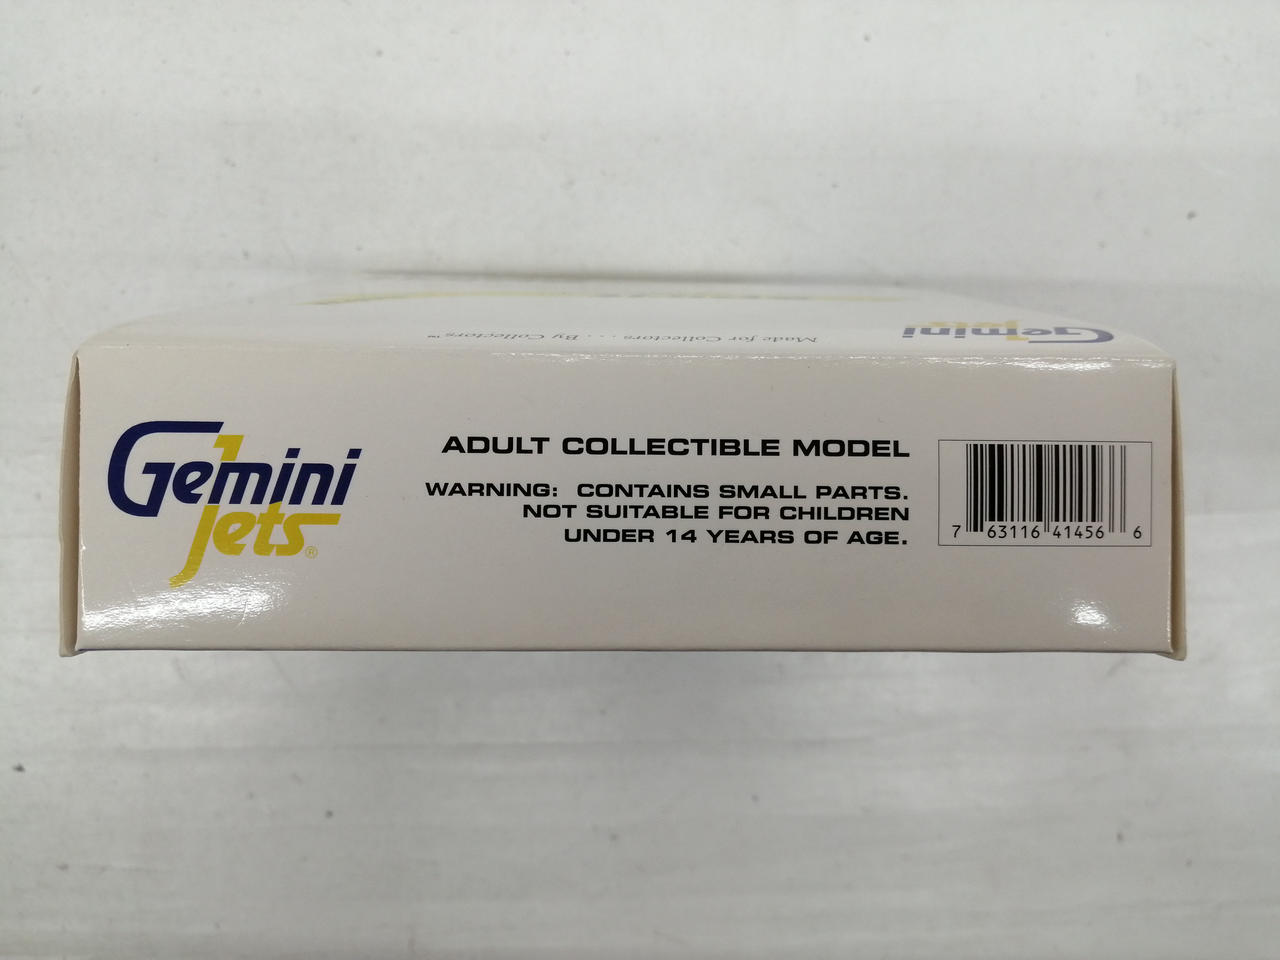 Made for Collectors . . . By Collectors™
Gemini
Jets
Gemini
Jets®
ADULT COLLECTIBLE MODEL
WARNING: CONTAINS SMALL PARTS.
NOT SUITABLE FOR CHILDREN
UNDER 14 YEARS OF AGE.
7 63116 41456 6